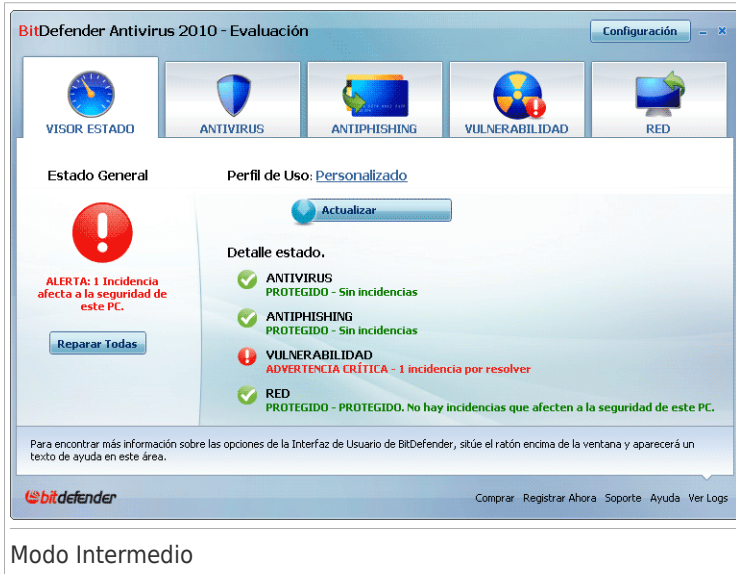 BitDefender Antivirus 2010 - Evaluación
Configuración
VISOR ESTADO
ANTIVIRUS
ANTIPHISHING
VULNERABILIDAD
RED
Estado General
ALERTA: 1 Incidencia
afecta a la seguridad de
este PC.
Reparar Todas
Perfil de Uso: Personalizado
Actualizar
Detalle estado.
ANTIVIRUS
PROTEGIDO - Sin incidencias
ANTIPHISHING
PROTEGIDO - Sin incidencias
VULNERABILIDAD
ADVERTENCIA CRÍTICA - 1 incidencia por resolver
RED
PROTEGIDO - PROTEGIDO. No hay incidencias que afecten a la seguridad de este PC.
Para encontrar más información sobre las opciones de la Interfaz de Usuario de BitDefender, sitúe el ratón encima de la ventana y aparecerá un
texto de ayuda en este área.
bitdefender
Comprar Registrar Ahora Soporte Ayuda Ver Logs
Modo Intermedio